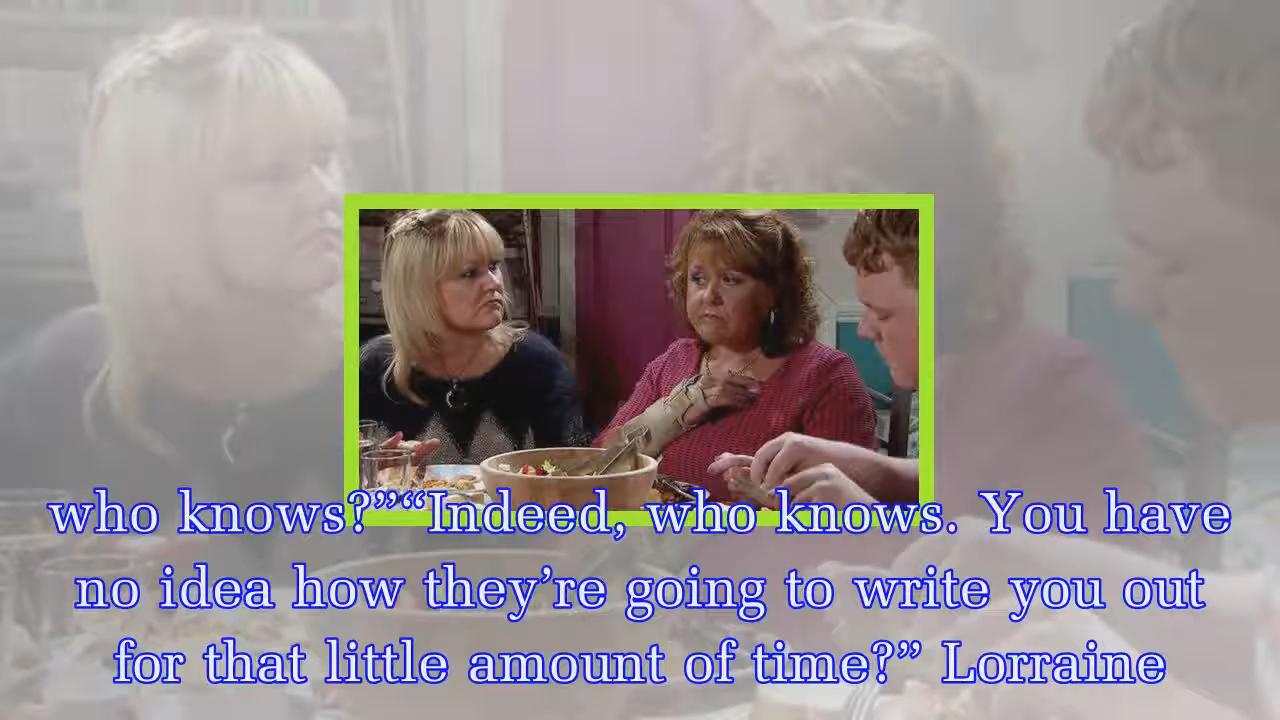 who knows?”“Indeed, who knows. You have
no idea how they’re going to write you out
for that little amount of time?” Lorraine